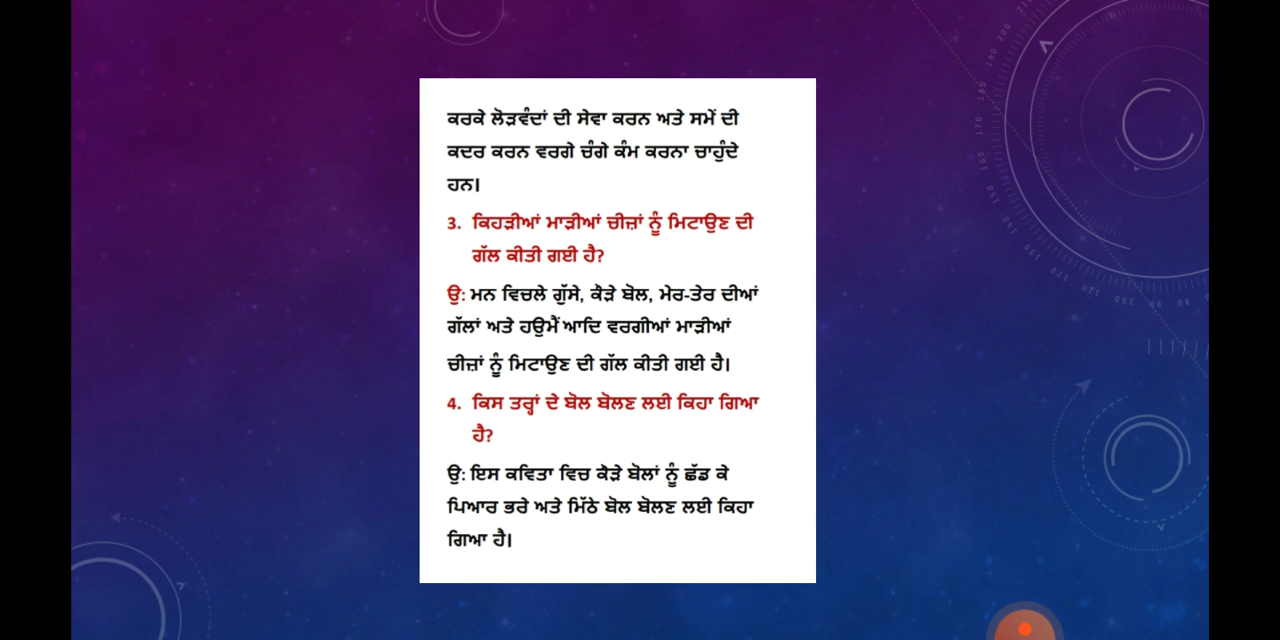 ਕਰਕੇ ਲੋੜਵੰਦਾਂ ਦੀ ਸੇਵਾ ਕਰਨ ਅਤੇ ਸਮੇਂ ਦੀ
ਕਦਰ ਕਰਨ ਵਰਗੇ ਚੰਗੇ ਕੰਮ ਕਰਨਾ ਚਾਹੁੰਦੇ
ਹਨ।
3. ਕਿਹੜੀਆਂ ਮਾੜੀਆਂ ਚੀਜ਼ਾਂ ਨੂੰ ਮਿਟਾਉਣ ਦੀ
ਗੱਲ ਕੀਤੀ ਗਈ ਹੈ?
ਉ: ਮਨ ਵਿਚਲੇ ਗੁੱਸੇ, ਕੌੜੇ ਬੋਲ, ਮੇਰ-ਤੇਰ ਦੀਆਂ
ਗੱਲਾਂ ਅਤੇ ਹਉਮੈਂ ਆਦਿ ਵਰਗੀਆਂ ਮਾੜੀਆਂ
ਚੀਜ਼ਾਂ ਨੂੰ ਮਿਟਾਉਣ ਦੀ ਗੱਲ ਕੀਤੀ ਗਈ ਹੈ।
4. ਕਿਸ ਤਰ੍ਹਾਂ ਦੇ ਬੋਲ ਬੋਲਣ ਲਈ ਕਿਹਾ ਗਿਆ
ਹੈ?
ਉ: ਇਸ ਕਵਿਤਾ ਵਿਚ ਕੌੜੇ ਬੋਲਾਂ ਨੂੰ ਛੱਡ ਕੇ
ਪਿਆਰ ਭਰੇ ਅਤੇ ਮਿੱਠੇ ਬੋਲ ਬੋਲਣ ਲਈ ਕਿਹਾ
ਗਿਆ ਹੈ।